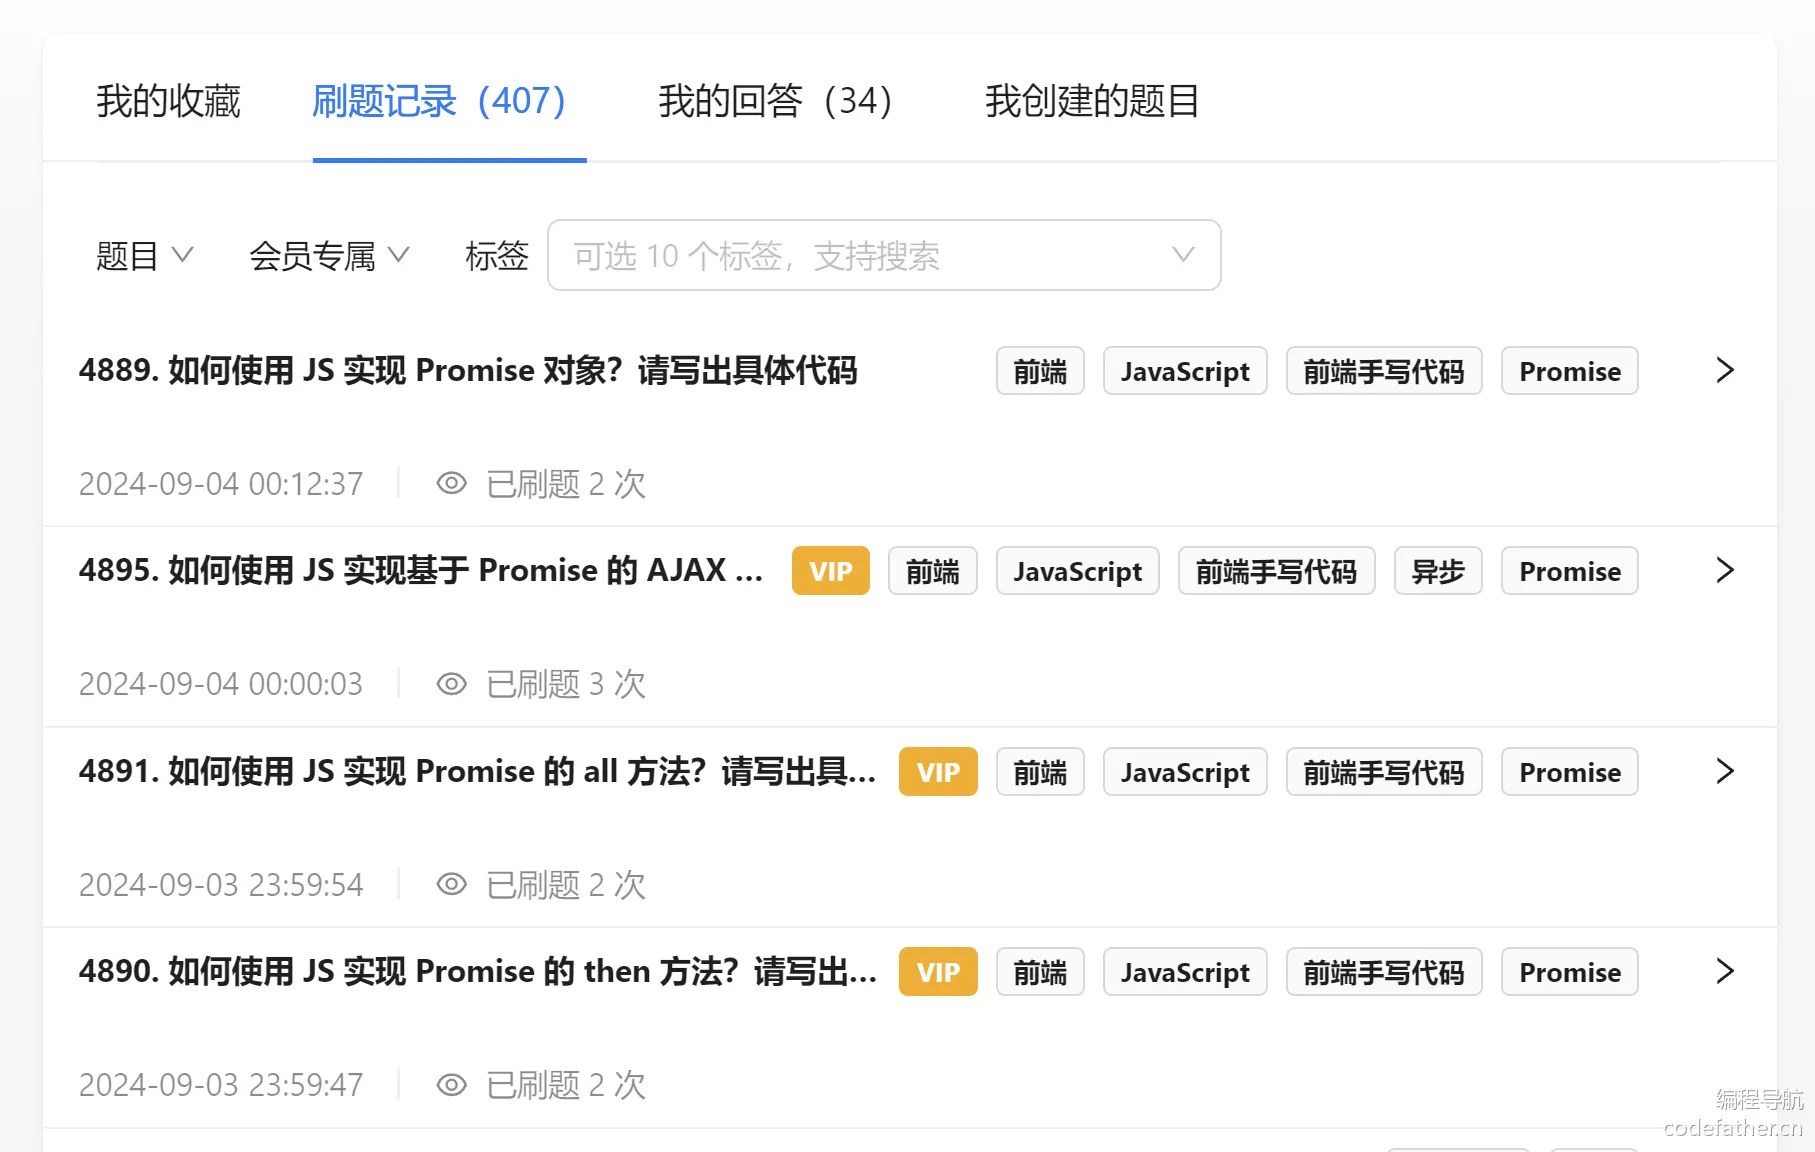 我的收藏 刷题记录（407） 我的回答（34） 我创建的题目
题目 会员专属 标签 可选 10 个标签，支持搜索
4889. 如何使用 JS 实现 Promise 对象？请写出具体代码 前端 JavaScript 前端手写代码 Promise
2024-09-04 00:12:37 已刷题 2 次
4895. 如何使用 JS 实现基于 Promise 的 AJAX ... VIP 前端 JavaScript 前端手写代码 异步 Promise
2024-09-04 00:00:03 已刷题 3 次
4891. 如何使用 JS 实现 Promise 的 all 方法？请写出具... VIP 前端 JavaScript 前端手写代码 Promise
2024-09-03 23:59:54 已刷题 2 次
4890. 如何使用 JS 实现 Promise 的 then 方法？请写出... VIP 前端 JavaScript 前端手写代码 Promise
2024-09-03 23:59:47 已刷题 2 次
编程导航
codefather.cn